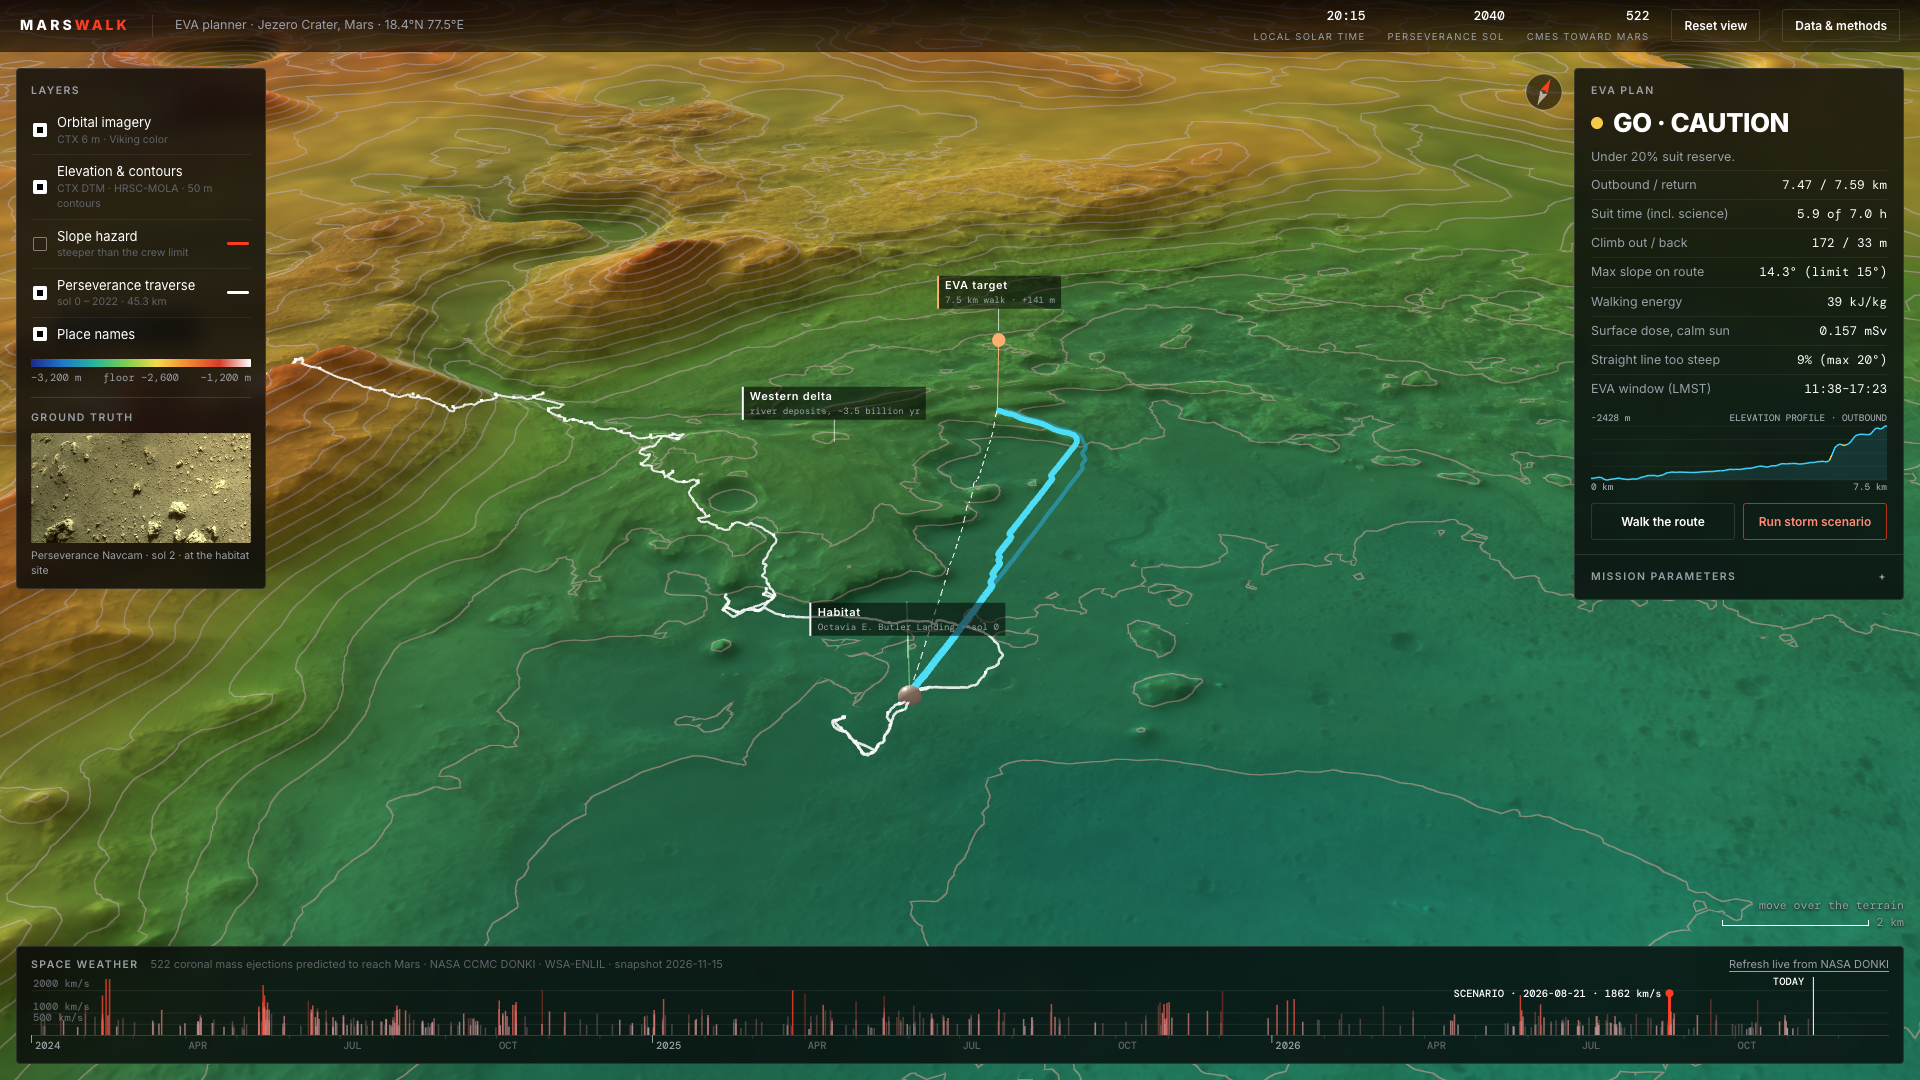 MARSWALK
EVA planner · Jezero Crater, Mars · 18.4°N 77.5°E
20:15
LOCAL SOLAR TIME
2040
PERSEVERANCE SOL
522
CMES TOWARD MARS
Reset view
Data & methods
LAYERS
Orbital imagery
CTX 6 m · Viking color
Elevation & contours
CTX DTM · HRSC-MOLA · 50 m
contours
Slope hazard
steeper than the crew limit
Perseverance traverse
sol 0 – 2022 · 45.3 km
Place names
−3,200 m floor −2,600 −1,200 m
GROUND TRUTH
Perseverance Navcam · sol 2 · at the habitat
site
EVA target
7.5 km walk · +141 m
Western delta
river deposits, ~3.5 billion yr
Habitat
Octavia E. Butler Landing · sol 0
EVA PLAN
GO · CAUTION
Under 20% suit reserve.
Outbound / return 7.47 / 7.59 km
Suit time (incl. science) 5.9 of 7.0 h
Climb out / back 172 / 33 m
Max slope on route 14.3° (limit 15°)
Walking energy 39 kJ/kg
Surface dose, calm sun 0.157 mSv
Straight line too steep 9% (max 20°)
EVA window (LMST) 11:38–17:23
−2428 m ELEVATION PROFILE · OUTBOUND
0 km 7.5 km
Walk the route
Run storm scenario
MISSION PARAMETERS +
move over the terrain
2 km
SPACE WEATHER 522 coronal mass ejections predicted to reach Mars · NASA CCMC DONKI · WSA-ENLIL · snapshot 2026-11-15
Refresh live from NASA DONKI
TODAY
2000 km/s
SCENARIO · 2026-08-21 · 1862 km/s
1000 km/s
500 km/s
2024 APR JUL OCT 2025 APR JUL OCT 2026 APR JUL OCT